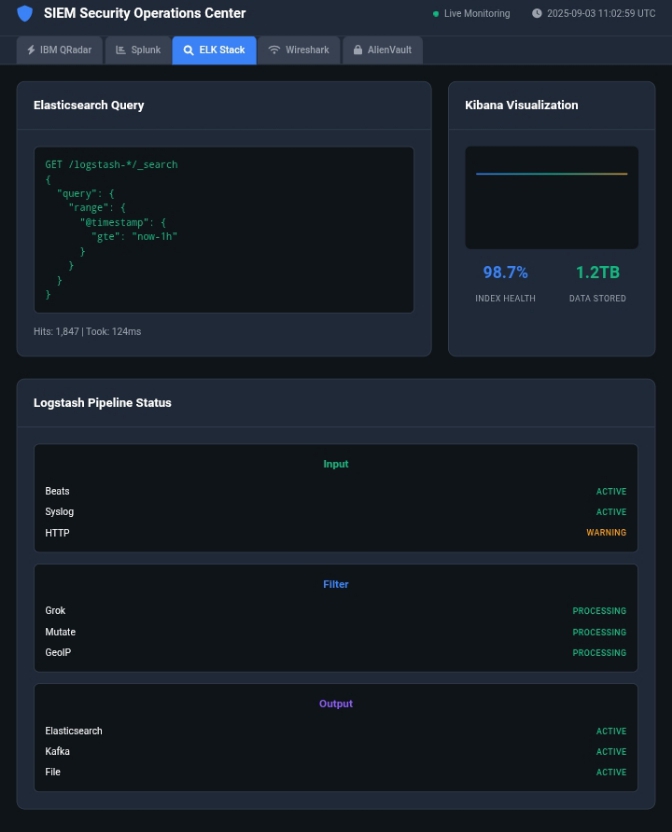 SIEM Security Operations Center
Live Monitoring
2025-09-03 11:02:59 UTC
IBM QRadar
Splunk
ELK Stack
Wireshark
AlienVault
Elasticsearch Query
GET /logstash-*/_search
{
  "query": {
    "range": {
      "@timestamp": {
        "gte": "now-1h"
      }
    }
  }
}
Hits: 1,847 | Took: 124ms
Kibana Visualization
98.7%
INDEX HEALTH
1.2TB
DATA STORED
Logstash Pipeline Status
Input
Beats ACTIVE
Syslog ACTIVE
HTTP WARNING
Filter
Grok PROCESSING
Mutate PROCESSING
GeoIP PROCESSING
Output
Elasticsearch ACTIVE
Kafka ACTIVE
File ACTIVE